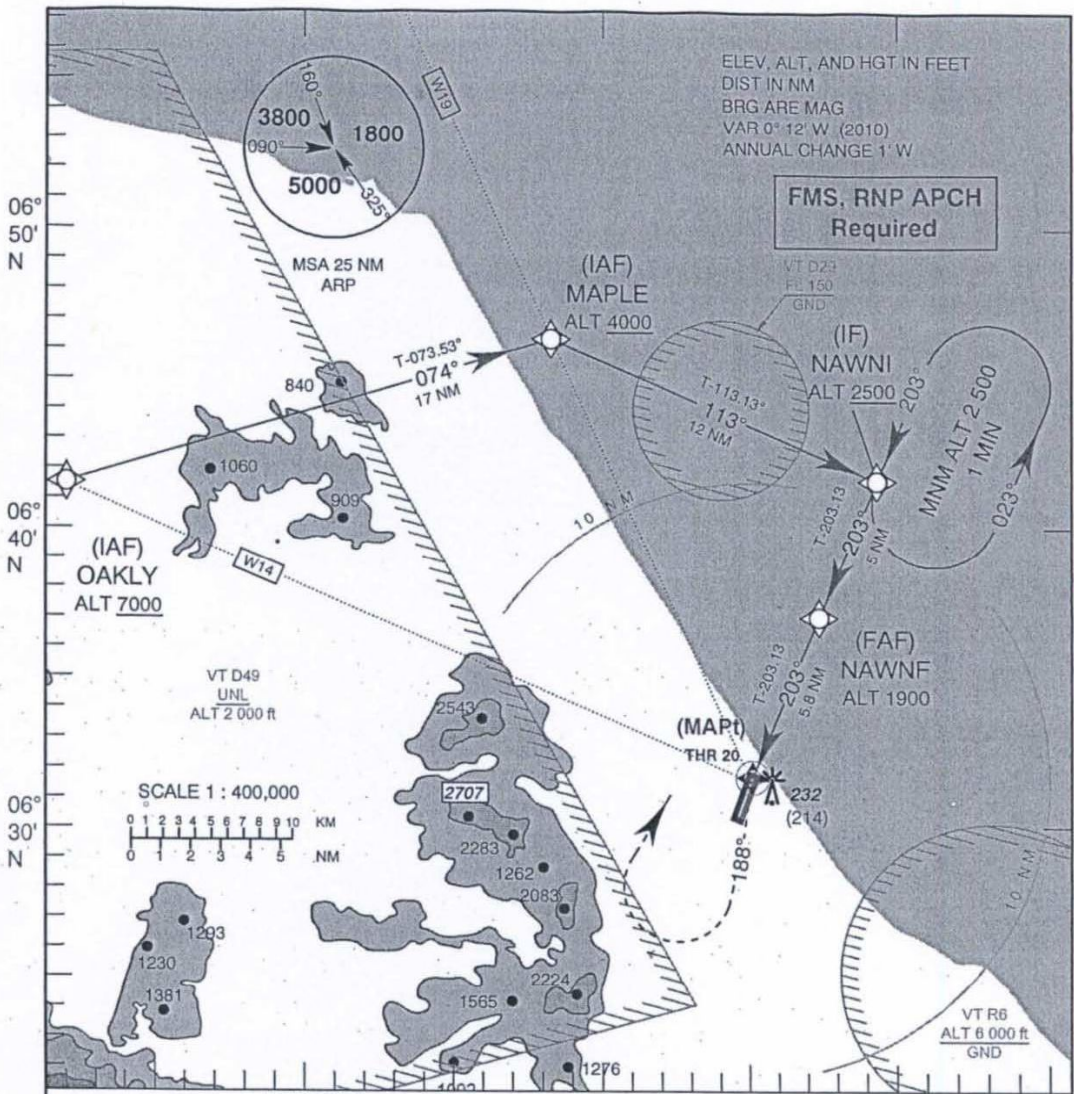 ELEV, ALT, AND HGT IN FEET
DIST IN NM
BRG ARE MAG
VAR 0° 12' W (2010)
ANNUAL CHANGE 1' W
FMS, RNP APCH
Required
160°
3800
1800
090°
5000
325°
MSA 25 NM
ARP
W19
06°
50'
N
(IAF)
MAPLE
ALT 4000
VT D29
FL 150
GND
(IF)
NAWNI
ALT 2500
T-073.53°
074°
17 NM
840
1060
909
T-113.13°
113°
12 NM
203°
MNM ALT 2 500
1 MIN
023°
10 NM
06°
40'
N
(IAF)
OAKLY
ALT 7000
W14
T-203.13
203°
5 NM
(FAF)
NAWNF
ALT 1900
T-203.13
203°
5.8 NM
VT D49
UNL
ALT 2 000 ft
2543
(MAPt)
THR 20
232
(214)
SCALE 1 : 400,000
0 1 2 3 4 5 6 7 8 9 10 KM
0 1 2 3 4 5 NM
06°
30'
N
2707
2283
1262
2083
188°
10 NM
1293
1230
1381
1565
2224
1276
VT R6
ALT 6 000 ft
GND